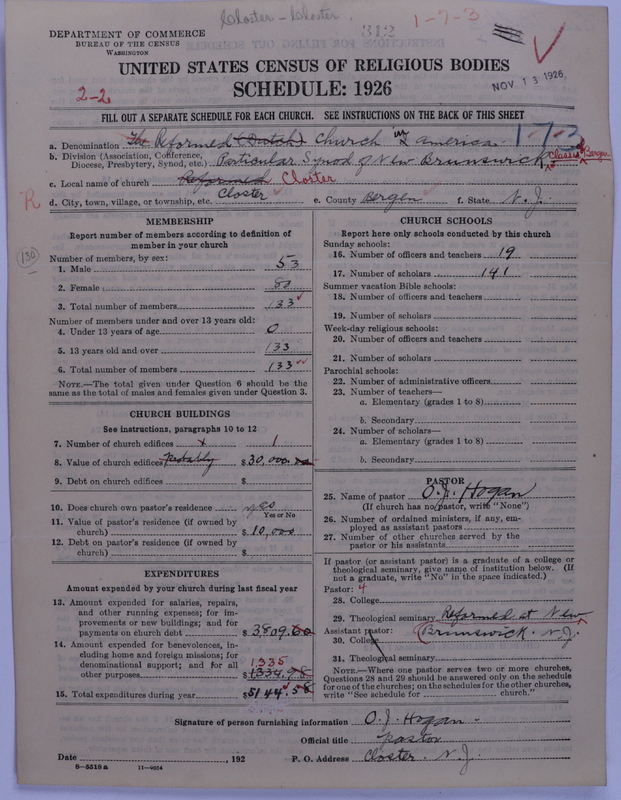 Closter - Closter.
312
1-7-3
DEPARTMENT OF COMMERCE
BUREAU OF THE CENSUS
WASHINGTON
UNITED STATES CENSUS OF RELIGIOUS BODIES
SCHEDULE: 1926
NOV 13 1926
2-2
FILL OUT A SEPARATE SCHEDULE FOR EACH CHURCH. SEE INSTRUCTIONS ON THE BACK OF THIS SHEET
1-7-3
a. Denomination The Reformed (Dutch) Church in America
b. Division (Association, Conference, Diocese, Presbytery, Synod, etc.) Particular Synod of New Brunswick, Classis of Bergen
c. Local name of church Reformed Closter
d. City, town, village, or township, etc. Closter e. County Bergen f. State N. J.
R
130
MEMBERSHIP
Report number of members according to definition of
member in your church
Number of members, by sex:
1. Male 53
2. Female 80
3. Total number of members 133
Number of members under and over 13 years old:
4. Under 13 years of age 0
5. 13 years old and over 133
6. Total number of members 133
NOTE.—The total given under Question 6 should be the
same as the total of males and females given under Question 3.
CHURCH BUILDINGS
See instructions, paragraphs 10 to 12
7. Number of church edifices 1
8. Value of church edifices Probably $30,000.
9. Debt on church edifices $
10. Does church own pastor's residence yes
Yes or No
11. Value of pastor's residence (if owned by
church) $10,000
12. Debt on pastor's residence (if owned by
church) $
EXPENDITURES
Amount expended by your church during last fiscal year
13. Amount expended for salaries, repairs,
and other running expenses; for im-
provements or new buildings; and for
payments on church debt $3809.60
14. Amount expended for benevolences, in-
cluding home and foreign missions; for
denominational support; and for all
1,335
other purposes $1334.98
15. Total expenditures during year $5144.58
CHURCH SCHOOLS
Report here only schools conducted by this church
Sunday schools:
16. Number of officers and teachers 19
17. Number of scholars 141
Summer vacation Bible schools:
18. Number of officers and teachers
19. Number of scholars
Week-day religious schools:
20. Number of officers and teachers
21. Number of scholars
Parochial schools:
22. Number of administrative officers
23. Number of teachers—
a. Elementary (grades 1 to 8)
b. Secondary
24. Number of scholars—
a. Elementary (grades 1 to 8)
b. Secondary
PASTOR
25. Name of pastor O. J. Hogan
(If church has no pastor, write "None")
26. Number of ordained ministers, if any, em-
ployed as assistant pastors
27. Number of other churches served by the
pastor or his assistants
If pastor (or assistant pastor) is a graduate of a college or
theological seminary, give name of institution below. (If
not a graduate, write "No" in the space indicated.)
Pastor: 4
28. College
29. Theological seminary Reformed at New
Assistant pastor: Brunswick. N. J.
30. College
31. Theological seminary
NOTE.—Where one pastor serves two or more churches,
Questions 28 and 29 should be answered only on the schedule
for one of the churches; on the schedules for the other churches,
write "See schedule for church."
Signature of person furnishing information O. J. Hogan
Official title Pastor
Date , 192 P. O. Address Closter N. J.
8—5518a 11—9054